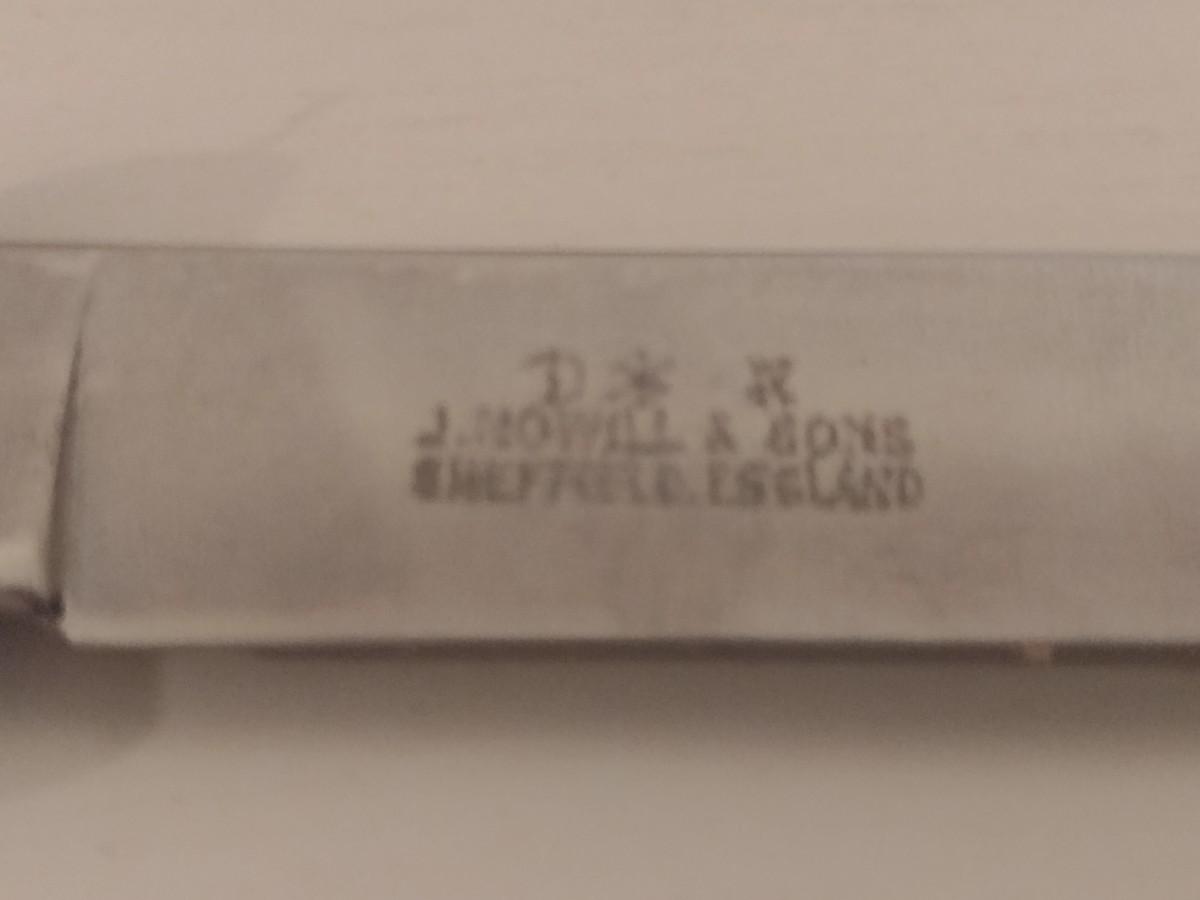 D *
J. NOWILL & SONS
SHEFFIELD. ENGLAND